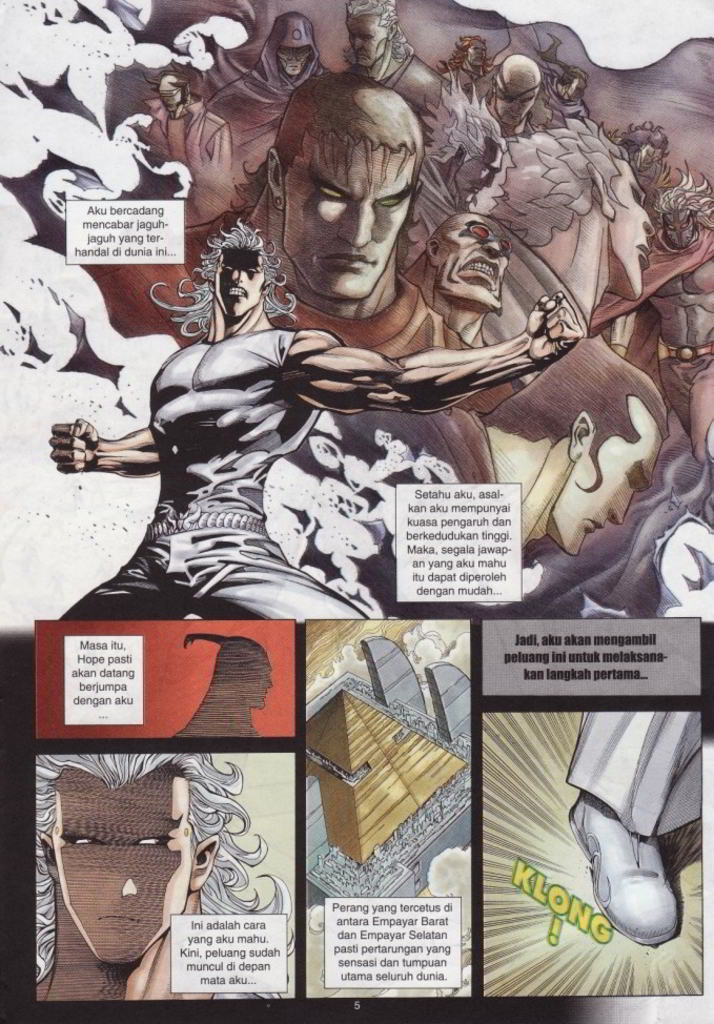 Aku bercadang
mencabar jaguh-
jaguh yang ter-
handal di dunia ini...
Setahu aku, asal-
kan aku mempunyai
kuasa pengaruh dan
berkedudukan tinggi.
Maka, segala jawap-
an yang aku mahu
itu dapat diperoleh
dengan mudah...
Masa itu,
Hope pasti
akan datang
berjumpa
dengan aku
...
Ini adalah cara
yang aku mahu.
Kini, peluang sudah
muncul di depan
mata aku...
Perang yang tercetus di
antara Empayar Barat
dan Empayar Selatan
pasti pertarungan yang
sensasi dan tumpuan
utama seluruh dunia.
Jadi, aku akan mengambil
peluang ini untuk melaksana-
kan langkah pertama...
KLONG
!
5